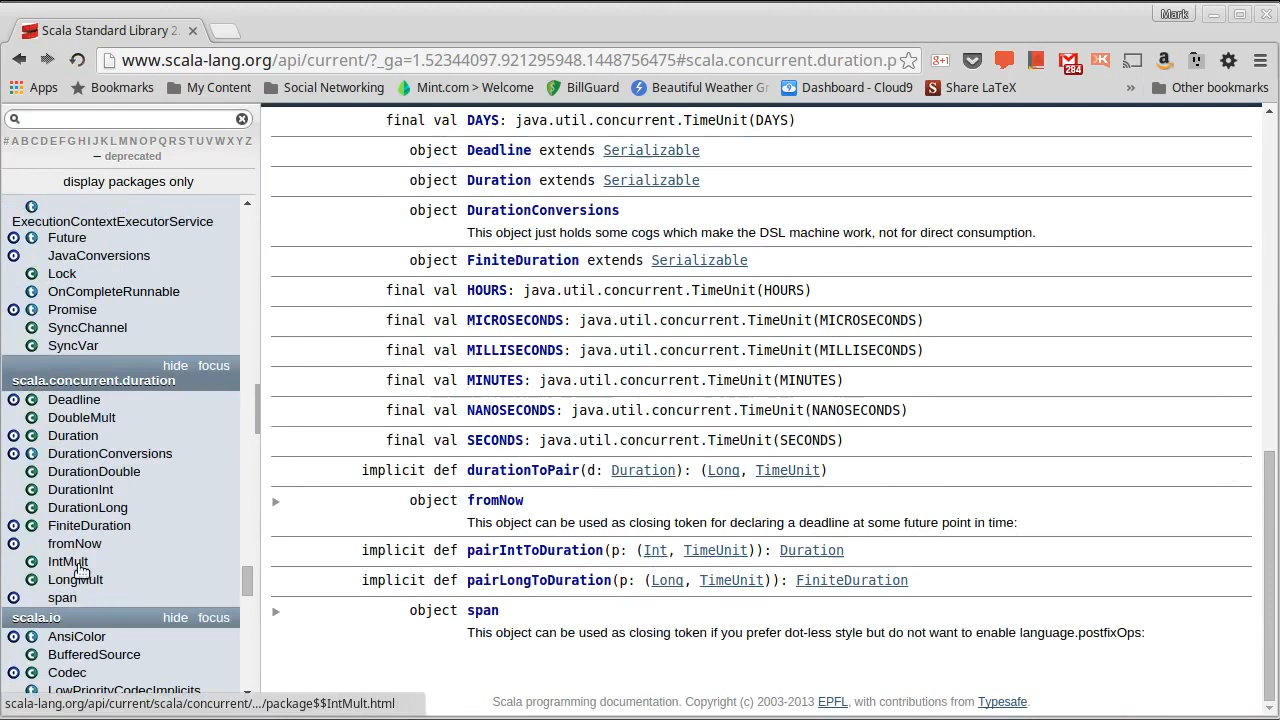 Mark
Scala Standard Library 2.
www.scala-lang.org/api/current/?_ga=1.52344097.921295948.1448756475#scala.concurrent.duration.p
284
Apps Bookmarks My Content Social Networking Mint.com > Welcome BillGuard Beautiful Weather Gr Dashboard - Cloud9 Share LaTeX » Other bookmarks
#ABCDEFGHIJKLMNOPQRSTUVWXYZ
– deprecated
display packages only
ExecutionContextExecutorService
Future
JavaConversions
Lock
OnCompleteRunnable
Promise
SyncChannel
SyncVar
hide focus
scala.concurrent.duration
Deadline
DoubleMult
Duration
DurationConversions
DurationDouble
DurationInt
DurationLong
FiniteDuration
fromNow
IntMult
LongMult
span
scala.io hide focus
AnsiColor
BufferedSource
Codec
LowPriorityCodecImplicits
scala-lang.org/api/current/scala/concurrent/.../package$$IntMult.html
final val DAYS: java.util.concurrent.TimeUnit(DAYS)
object Deadline extends Serializable
object Duration extends Serializable
object DurationConversions
This object just holds some cogs which make the DSL machine work, not for direct consumption.
object FiniteDuration extends Serializable
final val HOURS: java.util.concurrent.TimeUnit(HOURS)
final val MICROSECONDS: java.util.concurrent.TimeUnit(MICROSECONDS)
final val MILLISECONDS: java.util.concurrent.TimeUnit(MILLISECONDS)
final val MINUTES: java.util.concurrent.TimeUnit(MINUTES)
final val NANOSECONDS: java.util.concurrent.TimeUnit(NANOSECONDS)
final val SECONDS: java.util.concurrent.TimeUnit(SECONDS)
implicit def durationToPair(d: Duration): (Long, TimeUnit)
object fromNow
This object can be used as closing token for declaring a deadline at some future point in time:
implicit def pairIntToDuration(p: (Int, TimeUnit)): Duration
implicit def pairLongToDuration(p: (Long, TimeUnit)): FiniteDuration
object span
This object can be used as closing token if you prefer dot-less style but do not want to enable language.postfixOps:
Scala programming documentation. Copyright (c) 2003-2013 EPFL, with contributions from Typesafe.